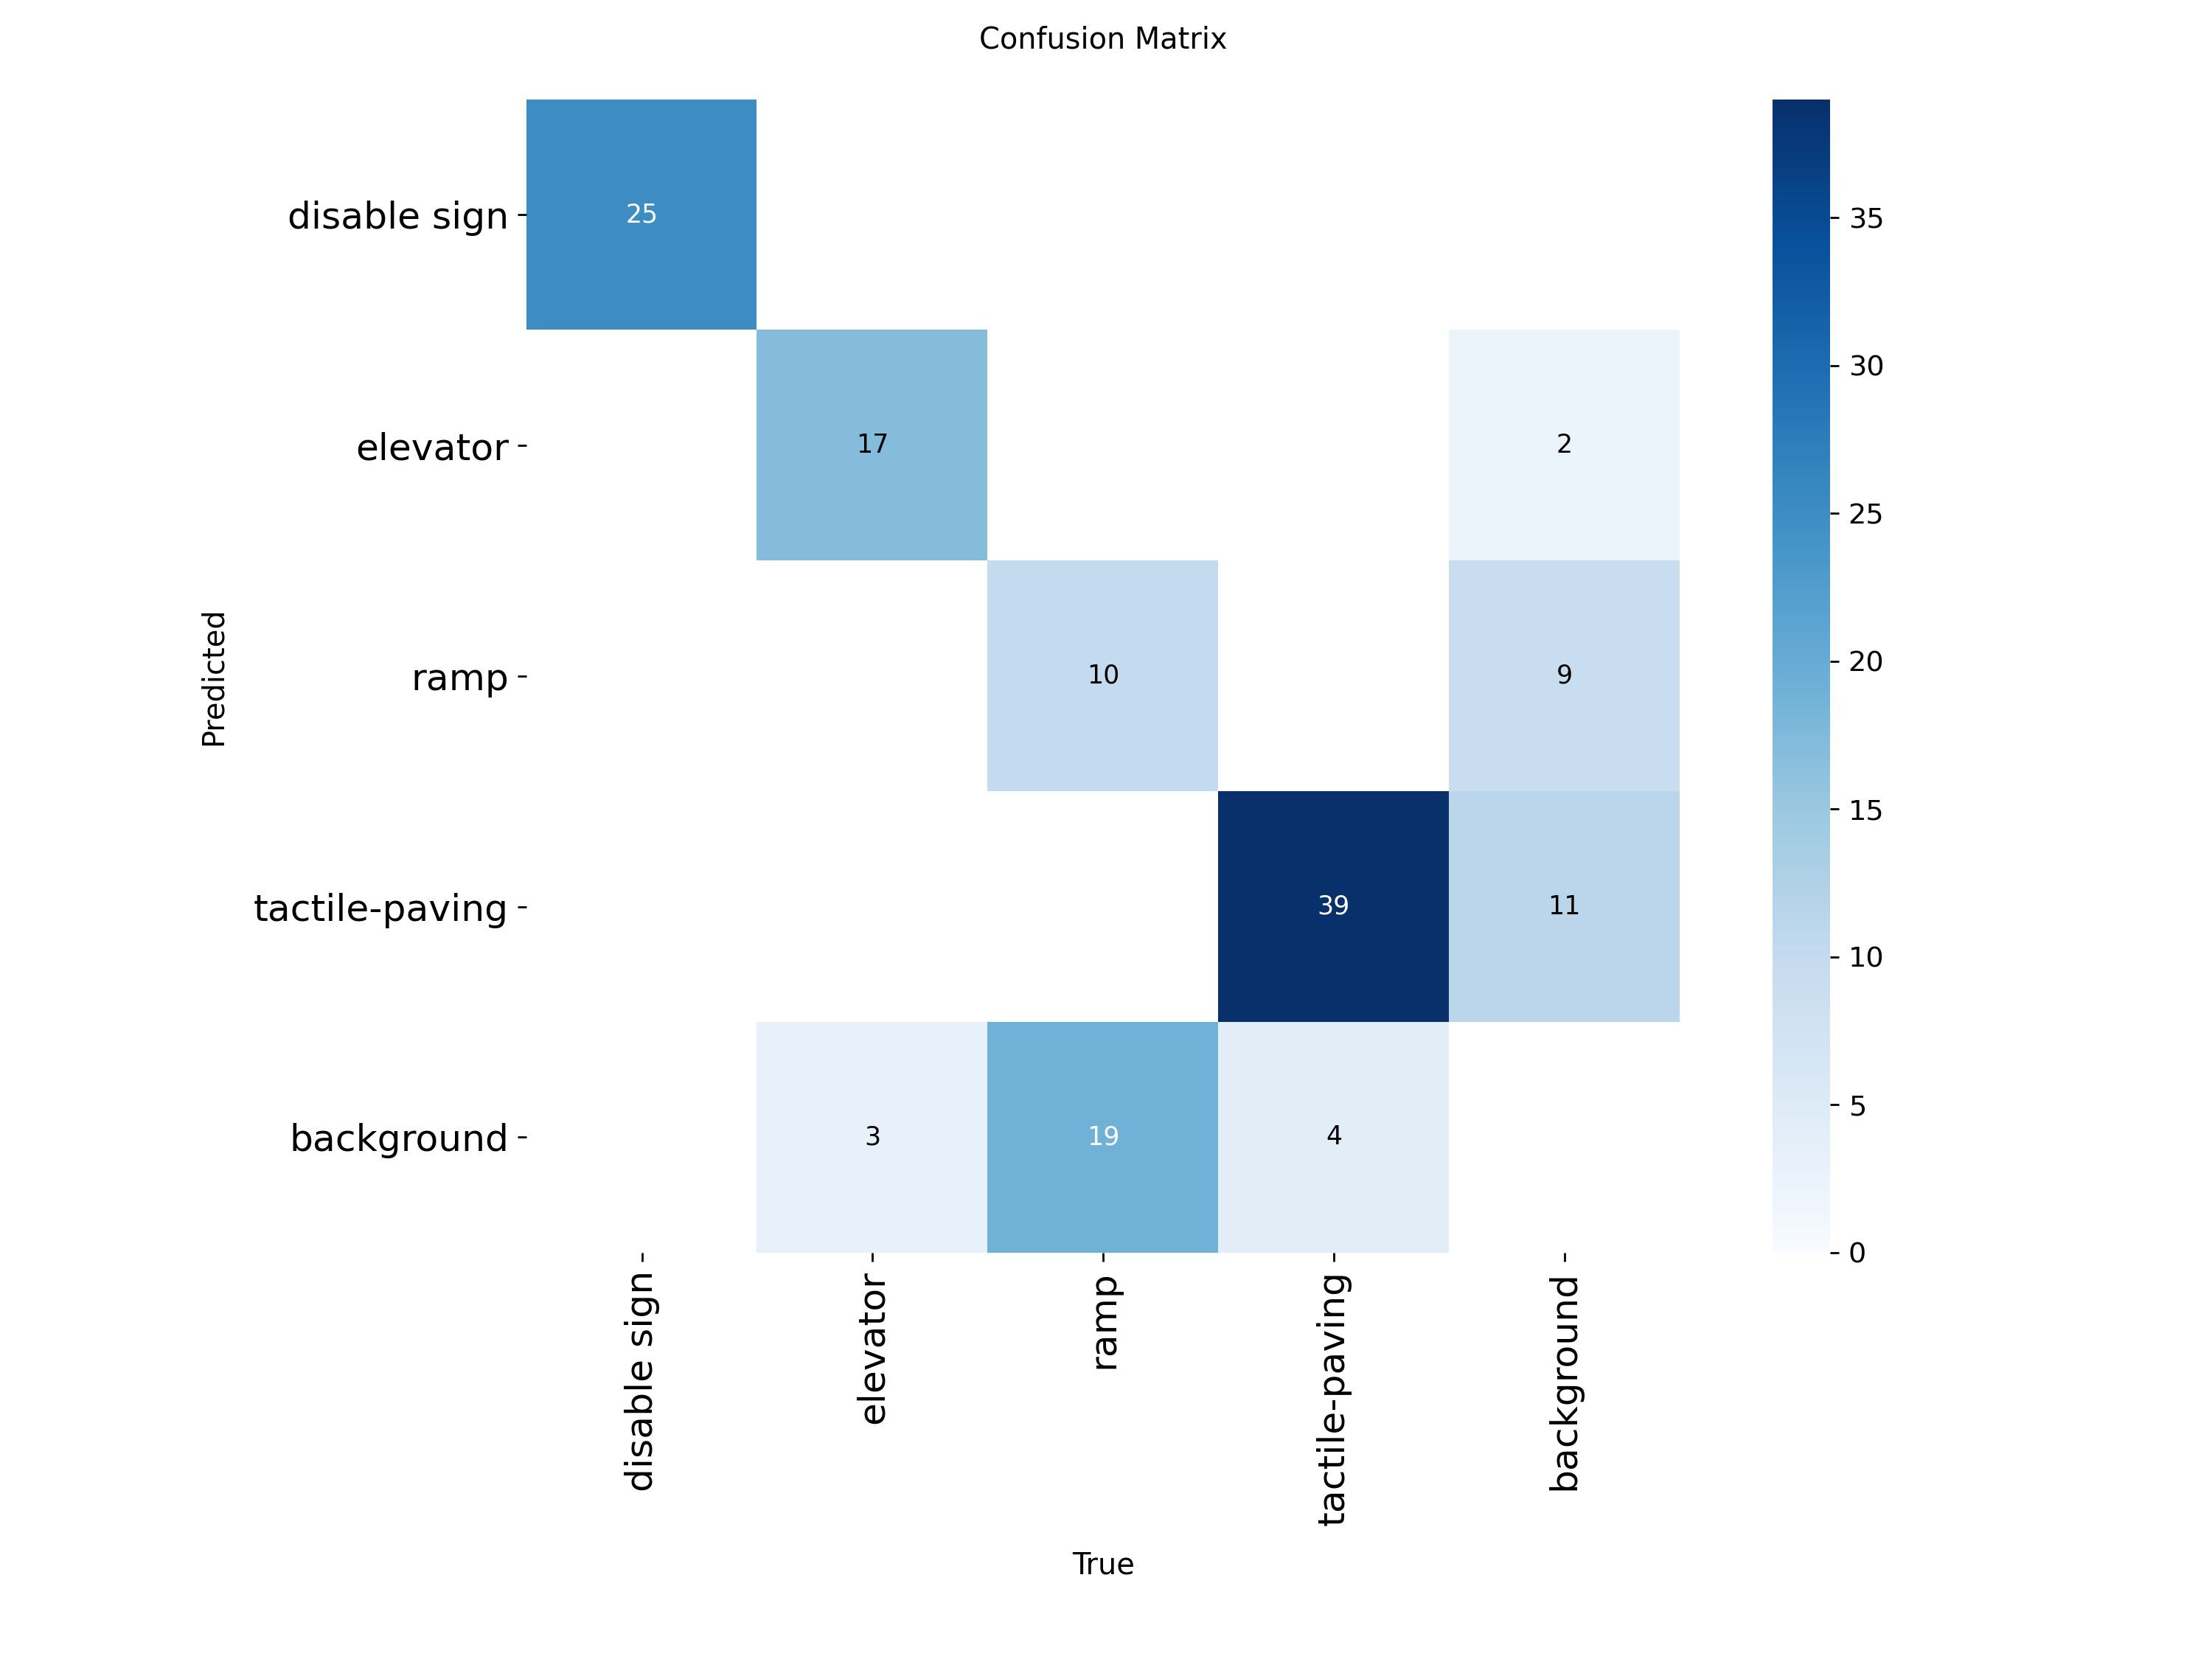 Confusion Matrix
disable sign
25
elevator
17
2
ramp
10
9
tactile-paving
39
11
background
3
19
4
Predicted
disable sign
elevator
ramp
tactile-paving
background
True
35
30
25
20
15
10
5
0